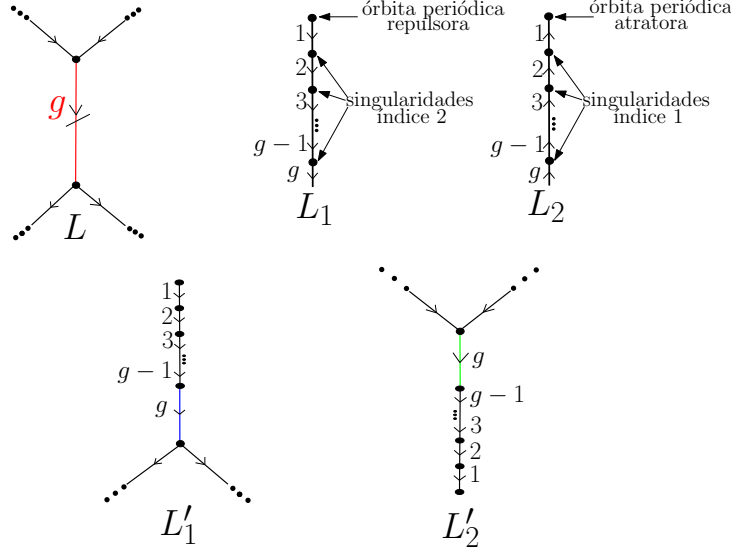 órbita periódica
repulsora
1
2
3
singularidades
índice 2
g − 1
g
L₁
órbita periódica
atratora
1
2
3
singularidades
índice 1
g − 1
g
L₂
g
L
1
2
3
g − 1
g
L′₁
g
g − 1
3
2
1
L′₂